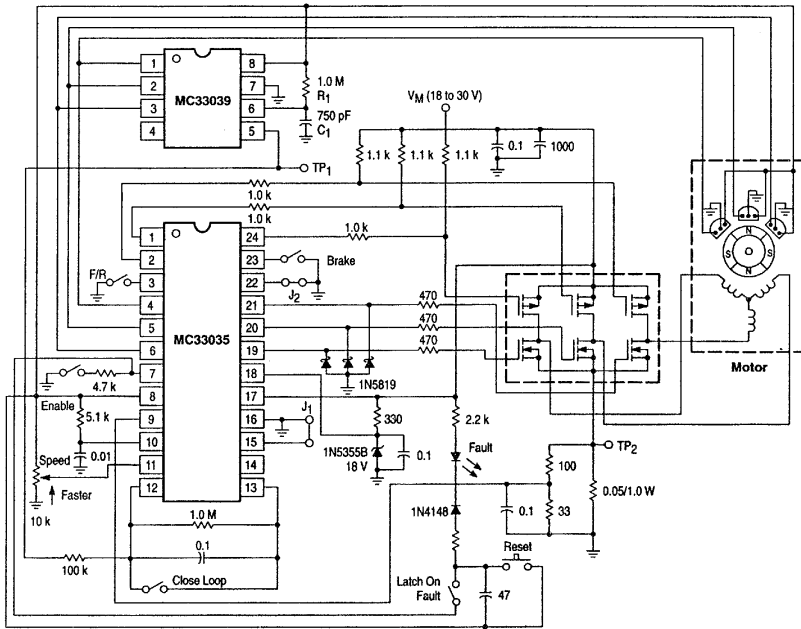 1
2
3
4
MC33039
8
7
6
5
1.0 M
R1
750 pF
C1
TP1
VM (18 to 30 V)
1.1 k
1.1 k
1.1 k
0.1
1000
1.0 k
1.0 k
1.0 k
F/R
1
2
3
4
5
6
7
8
9
10
11
12
MC33035
24
23
22
21
20
19
18
17
16
15
14
13
Brake
J2
470
470
470
1N5819
N
S
S
N
Motor
4.7 k
Enable
5.1 k
0.01
Speed
Faster
10 k
330
1N5355B
18 V
0.1
J1
2.2 k
Fault
1N4148
TP2
100
33
0.1
0.05/1.0 W
1.0 M
0.1
100 k
Close Loop
Reset
Latch On
Fault
47